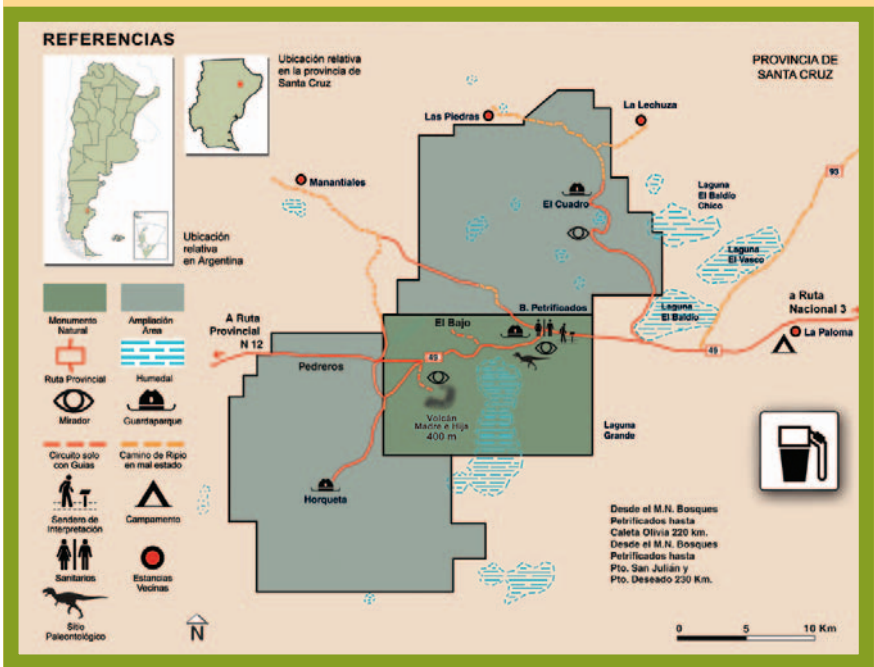 REFERENCIAS
Ubicación relativa
en la provincia de
Santa Cruz
PROVINCIA DE
SANTA CRUZ
Ubicación
relativa
en Argentina
Monumento
Natural
Ampliación
Area
Ruta Provincial
Humedal
Mirador
Guardaparque
Circuito solo
con Guías
Camino de Ripio
en mal estado
Sendero de
Interpretación
Campamento
Sanitarios
Estancias
Vecinas
Sitio
Paleontológico
N
Las Piedras
La Lechuza
Manantiales
El Cuadro
93
Laguna
El Baldío
Chico
Laguna
El Vasco
Laguna
El Baldío
a Ruta
Nacional 3
La Paloma
49
B. Petrificados
El Bajo
A Ruta
Provincial
N 12
49
Pedreros
Volcán
Madre e Hija
400 m
Laguna
Grande
Horqueta
Desde el M.N. Bosques
Petrificados hasta
Caleta Olivia 220 km.
Desde el M.N. Bosques
Petrificados hasta
Pto. San Julián y
Pto. Deseado 230 Km.
0 5 10 Km